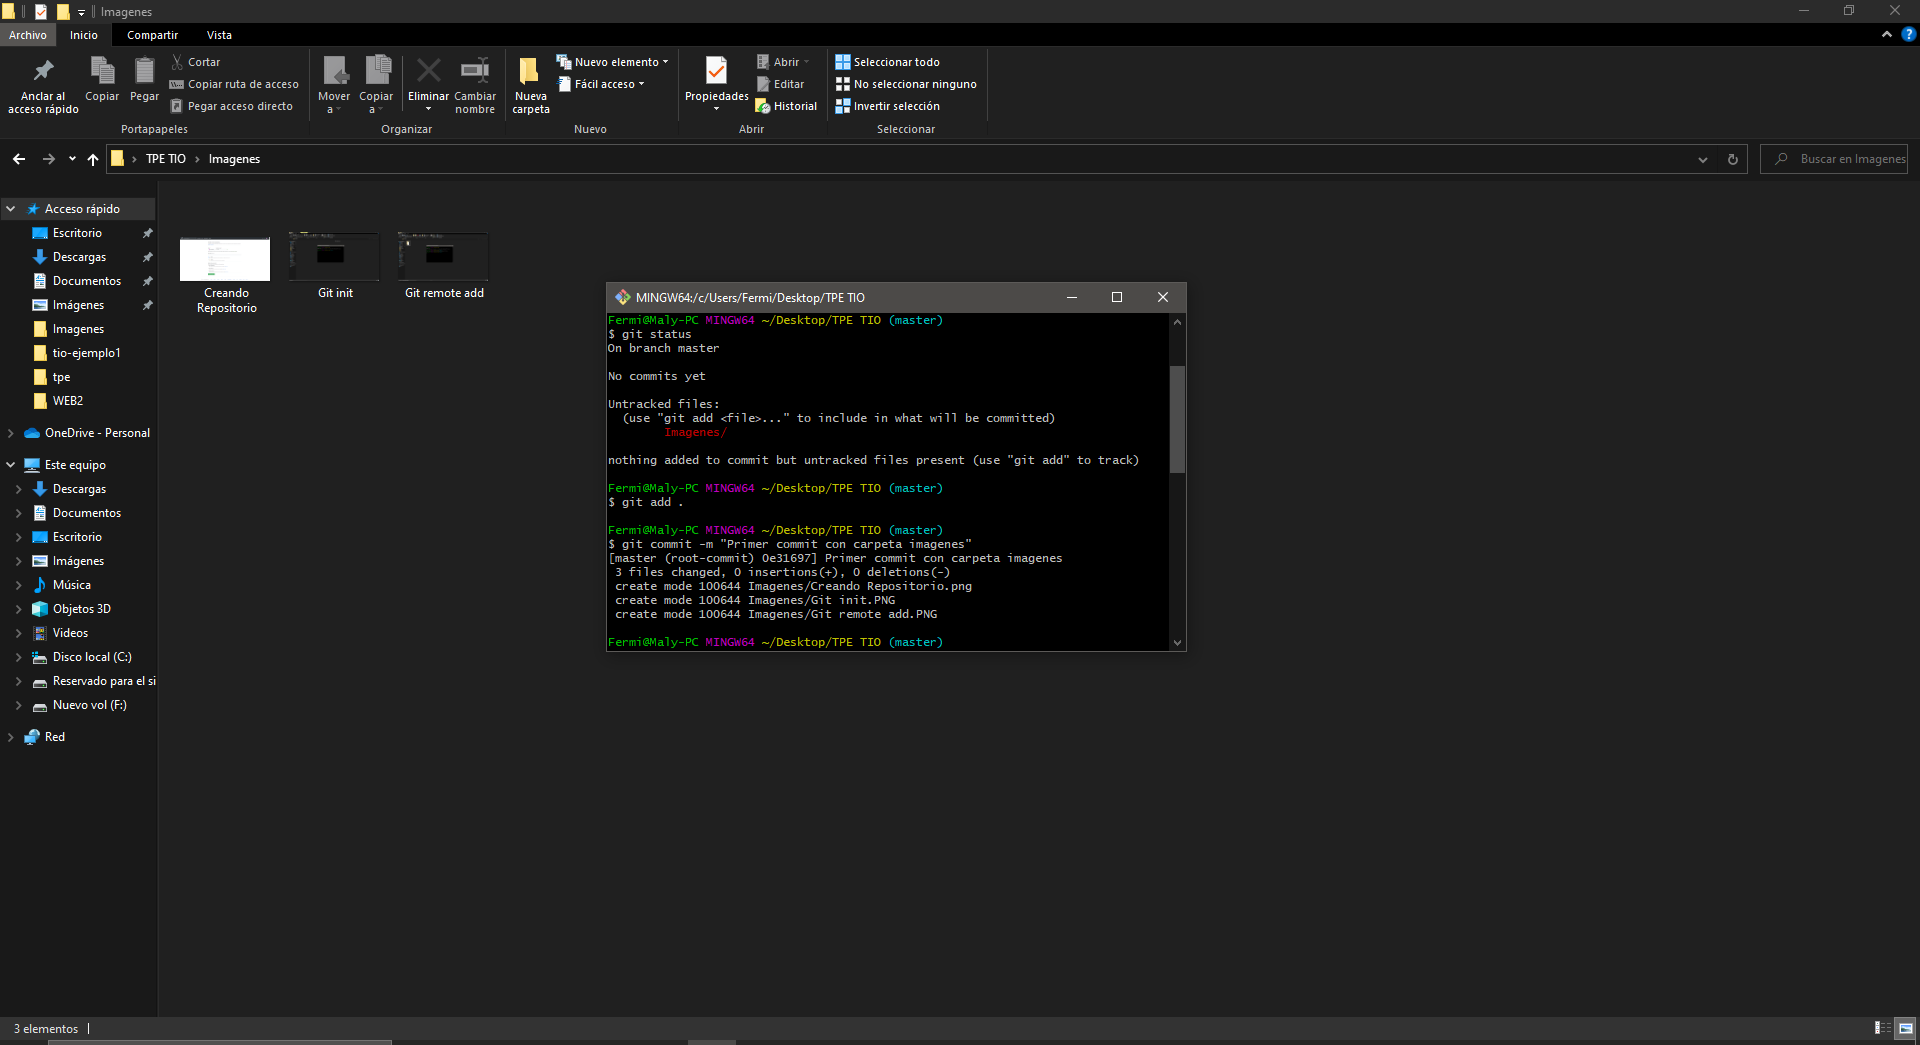 Imagenes
Archivo
Inicio
Compartir
Vista
Anclar al
acceso rápido
Copiar
Pegar
Cortar
Copiar ruta de acceso
Pegar acceso directo
Portapapeles
Mover
a
Copiar
a
Eliminar
Cambiar
nombre
Organizar
Nueva
carpeta
Nuevo elemento
Fácil acceso
Nuevo
Propiedades
Abrir
Editar
Historial
Abrir
Seleccionar todo
No seleccionar ninguno
Invertir selección
Seleccionar
TPE TIO
Imagenes
Buscar en Imagenes
Acceso rápido
Escritorio
Descargas
Documentos
Imágenes
Imagenes
tio-ejemplo1
tpe
WEB2
OneDrive - Personal
Este equipo
Descargas
Documentos
Escritorio
Imágenes
Música
Objetos 3D
Videos
Disco local (C:)
Reservado para el si
Nuevo vol (F:)
Red
Creando
Repositorio
Git init
Git remote add
MINGW64:/c/Users/Fermi/Desktop/TPE TIO
Fermi@Maly-PC MINGW64 ~/Desktop/TPE TIO (master)
$ git status
On branch master
No commits yet
Untracked files:
(use "git add <file>..." to include in what will be committed)
Imagenes/
nothing added to commit but untracked files present (use "git add" to track)
Fermi@Maly-PC MINGW64 ~/Desktop/TPE TIO (master)
$ git add .
Fermi@Maly-PC MINGW64 ~/Desktop/TPE TIO (master)
$ git commit -m "Primer commit con carpeta imagenes"
[master (root-commit) 0e31697] Primer commit con carpeta imagenes
3 files changed, 0 insertions(+), 0 deletions(-)
create mode 100644 Imagenes/Creando Repositorio.png
create mode 100644 Imagenes/Git init.PNG
create mode 100644 Imagenes/Git remote add.PNG
Fermi@Maly-PC MINGW64 ~/Desktop/TPE TIO (master)
3 elementos